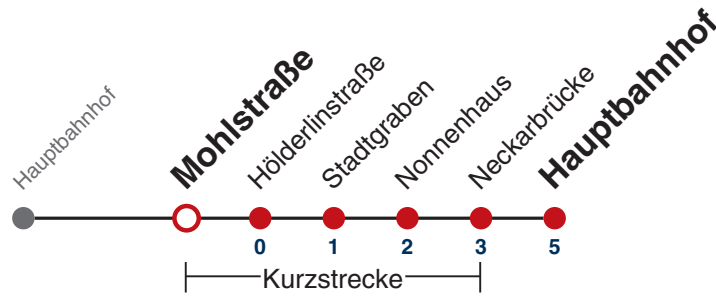 Hauptbahnhof
Mohlstraße
Hölderlinstraße
Stadtgraben
Nonnenhaus
Neckarbrücke
Hauptbahnhof
0 1 2 3 5
Kurzstrecke